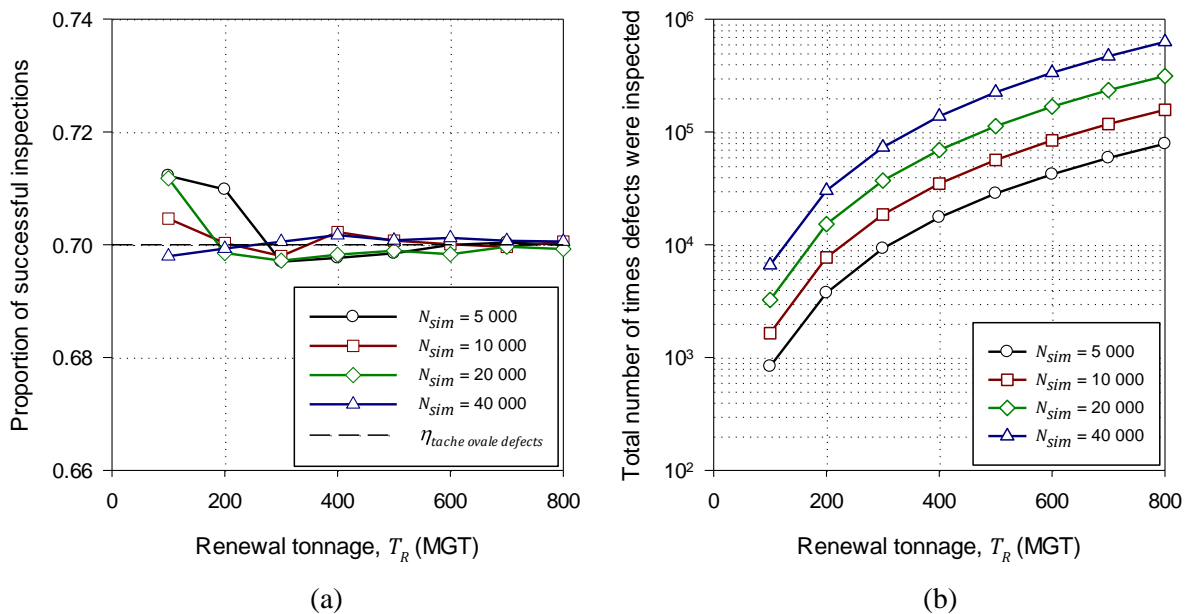 Proportion of successful inspections
0.74
0.72
0.70
0.68
0.66
0
200
400
600
800
Renewal tonnage, T_R (MGT)
N_sim = 5 000
N_sim = 10 000
N_sim = 20 000
N_sim = 40 000
η_tache ovale defects
(a)
Total number of times defects were inspected
10^6
10^5
10^4
10^3
10^2
0
200
400
600
800
Renewal tonnage, T_R (MGT)
N_sim = 5 000
N_sim = 10 000
N_sim = 20 000
N_sim = 40 000
(b)